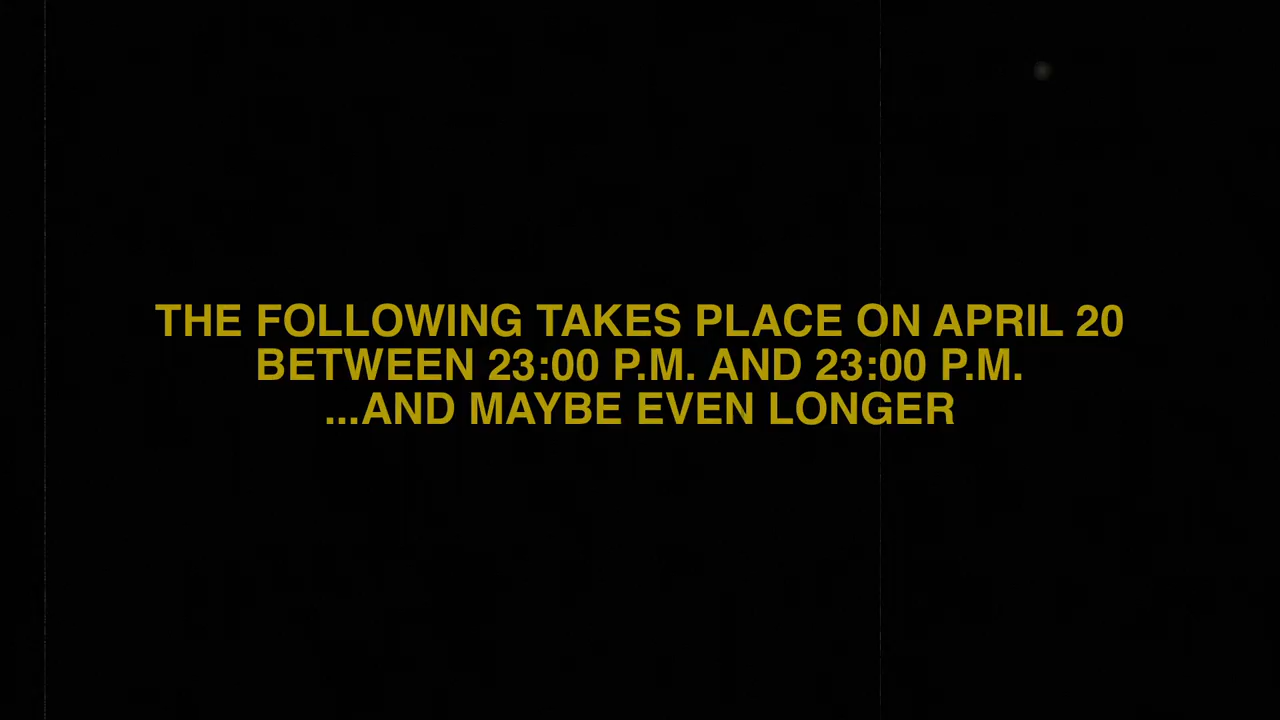 THE FOLLOWING TAKES PLACE ON APRIL 20
BETWEEN 23:00 P.M. AND 23:00 P.M.
...AND MAYBE EVEN LONGER